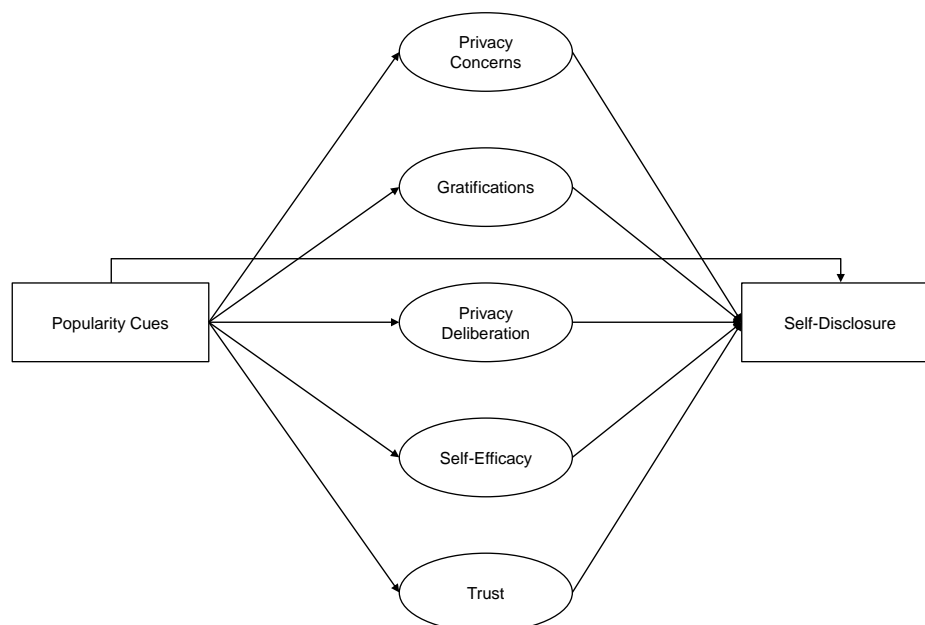 Privacy
Concerns
Gratifications
Popularity Cues
Privacy
Deliberation
Self-Disclosure
Self-Efficacy
Trust